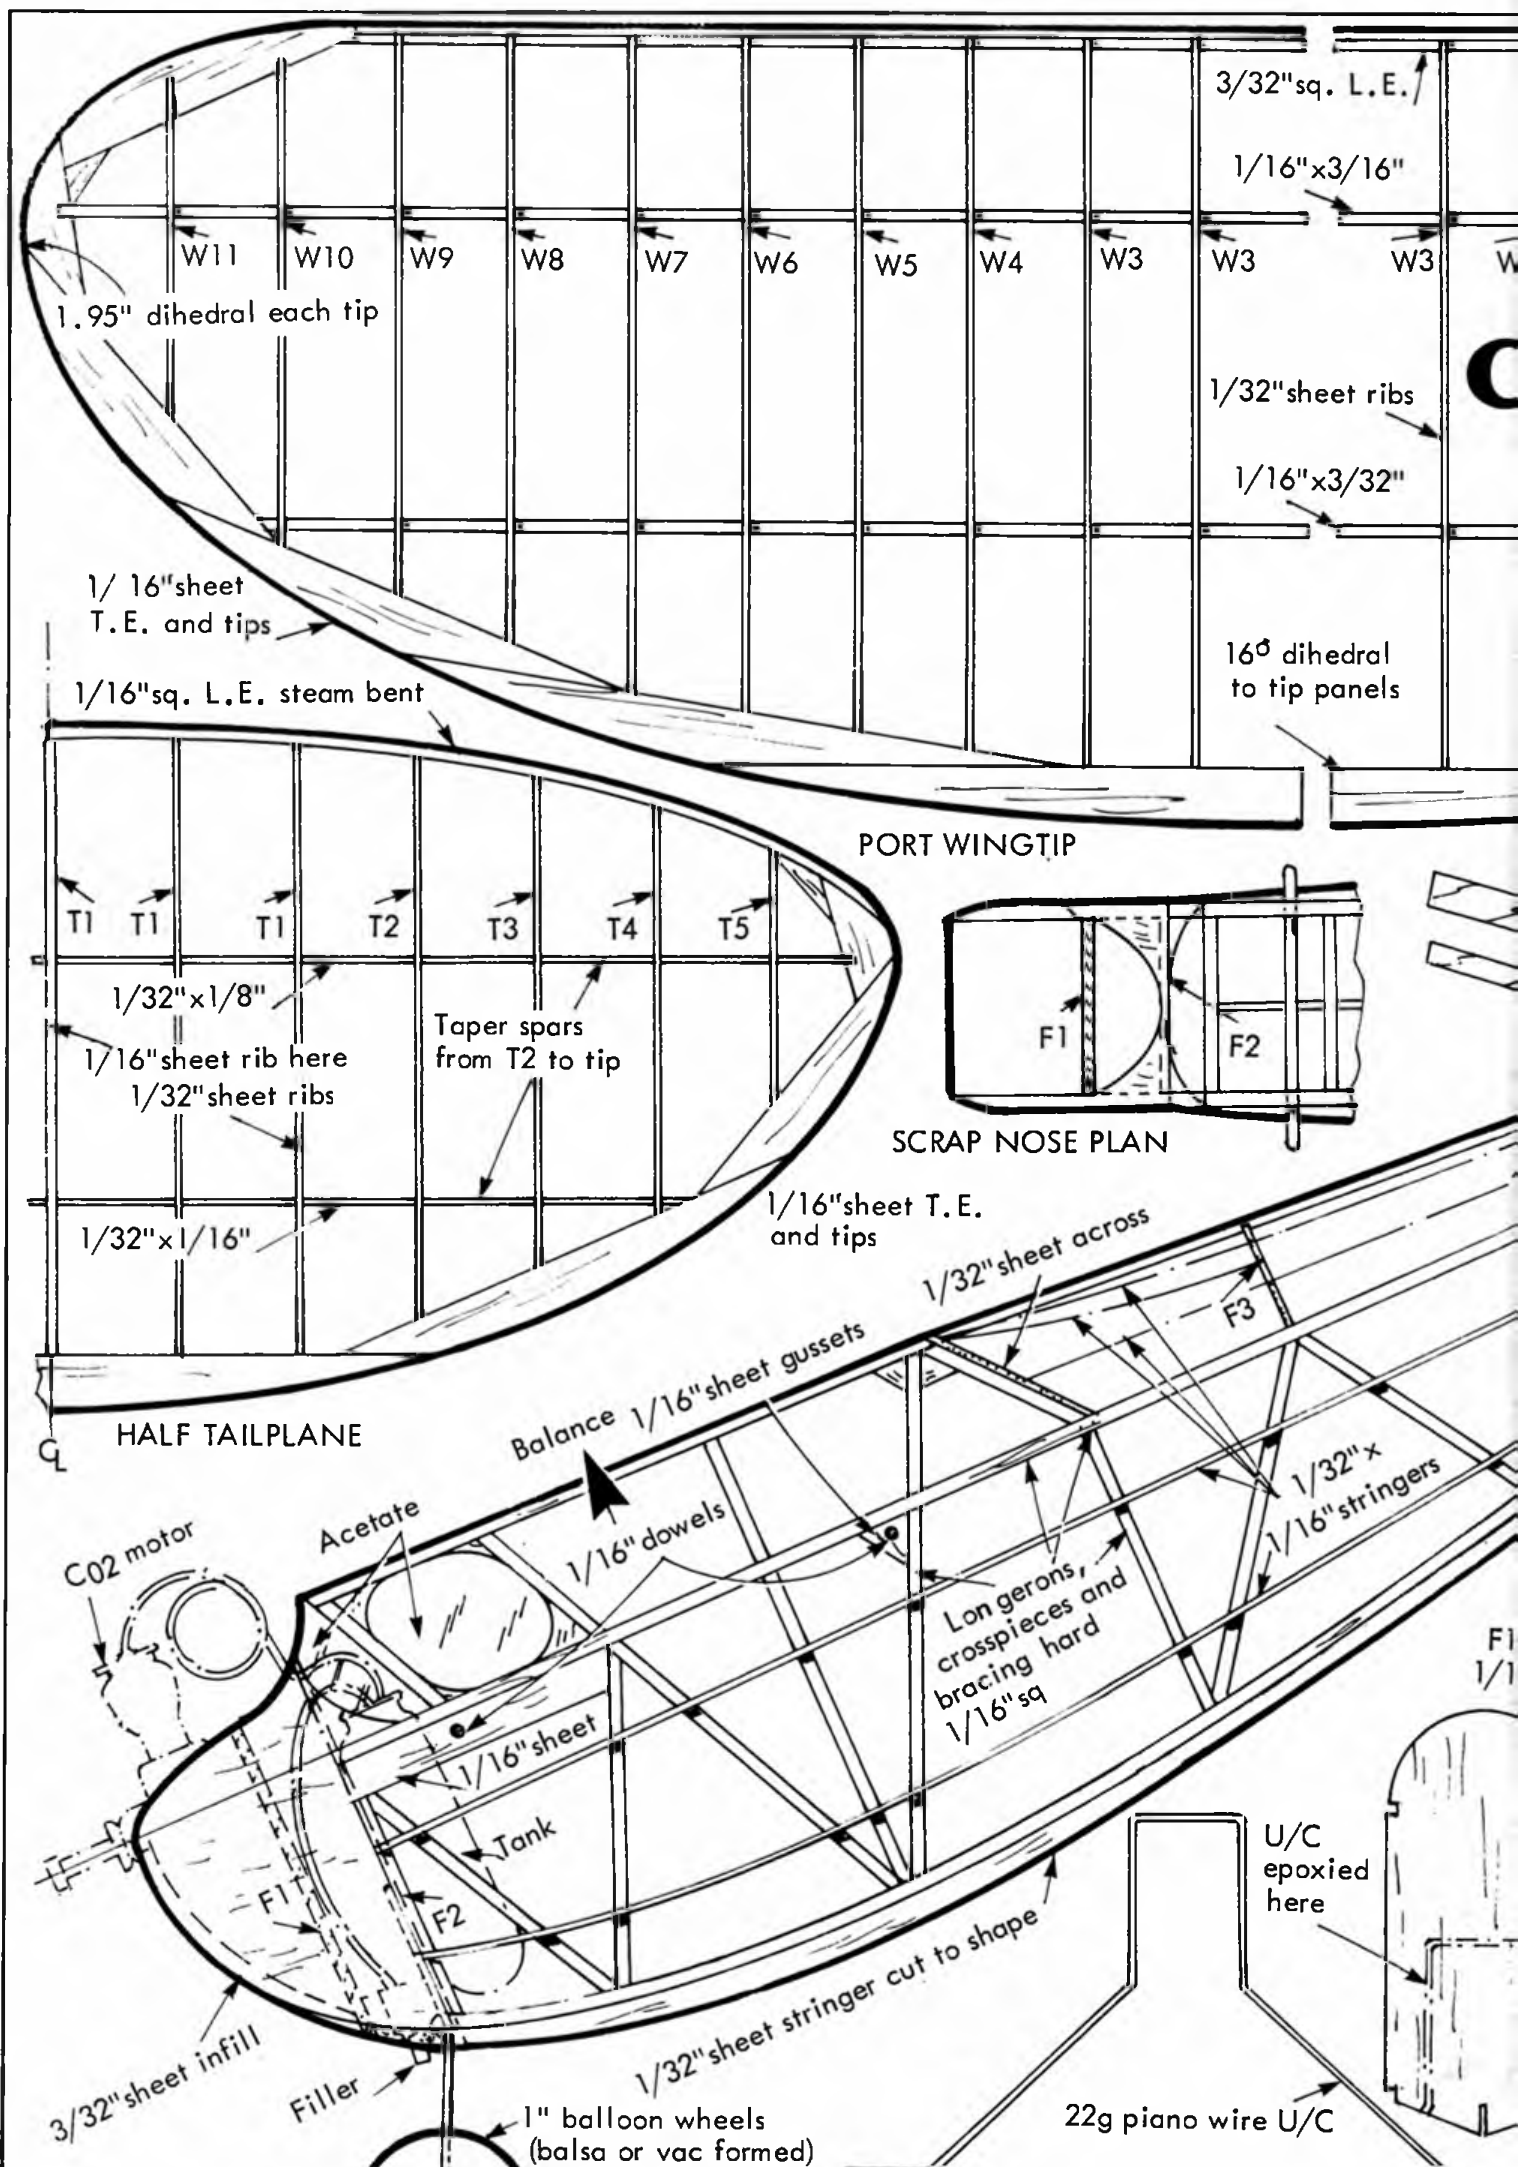 3/32"sq. L.E.
1/16"x3/16"
W11
W10
W9
W8
W7
W6
W5
W4
W3
W3
W3
1.95" dihedral each tip
1/32"sheet ribs
1/16"x3/32"
1/ 16"sheet
T.E. and tips
16° dihedral
to tip panels
1/16"sq. L.E. steam bent
PORT WINGTIP
T1
T1
T1
T2
T3
T4
T5
1/32"x1/8"
1/16"sheet rib here
1/32"sheet ribs
Taper spars
from T2 to tip
F1
F2
SCRAP NOSE PLAN
1/32"x1/16"
1/16"sheet T.E.
and tips
HALF TAILPLANE
CL
1/32"sheet across
F3
1/16"sheet gussets
Balance
1/32"x
1/16"stringers
Acetate
C02 motor
1/16"dowels
Longerons,
crosspieces and
bracing hard
1/16"sq
1/16"sheet
Tank
F1
F2
U/C
epoxied
here
1/32"sheet stringer cut to shape
3/32"sheet infill
Filler
1" balloon wheels
(balsa or vac formed)
22g piano wire U/C
F1